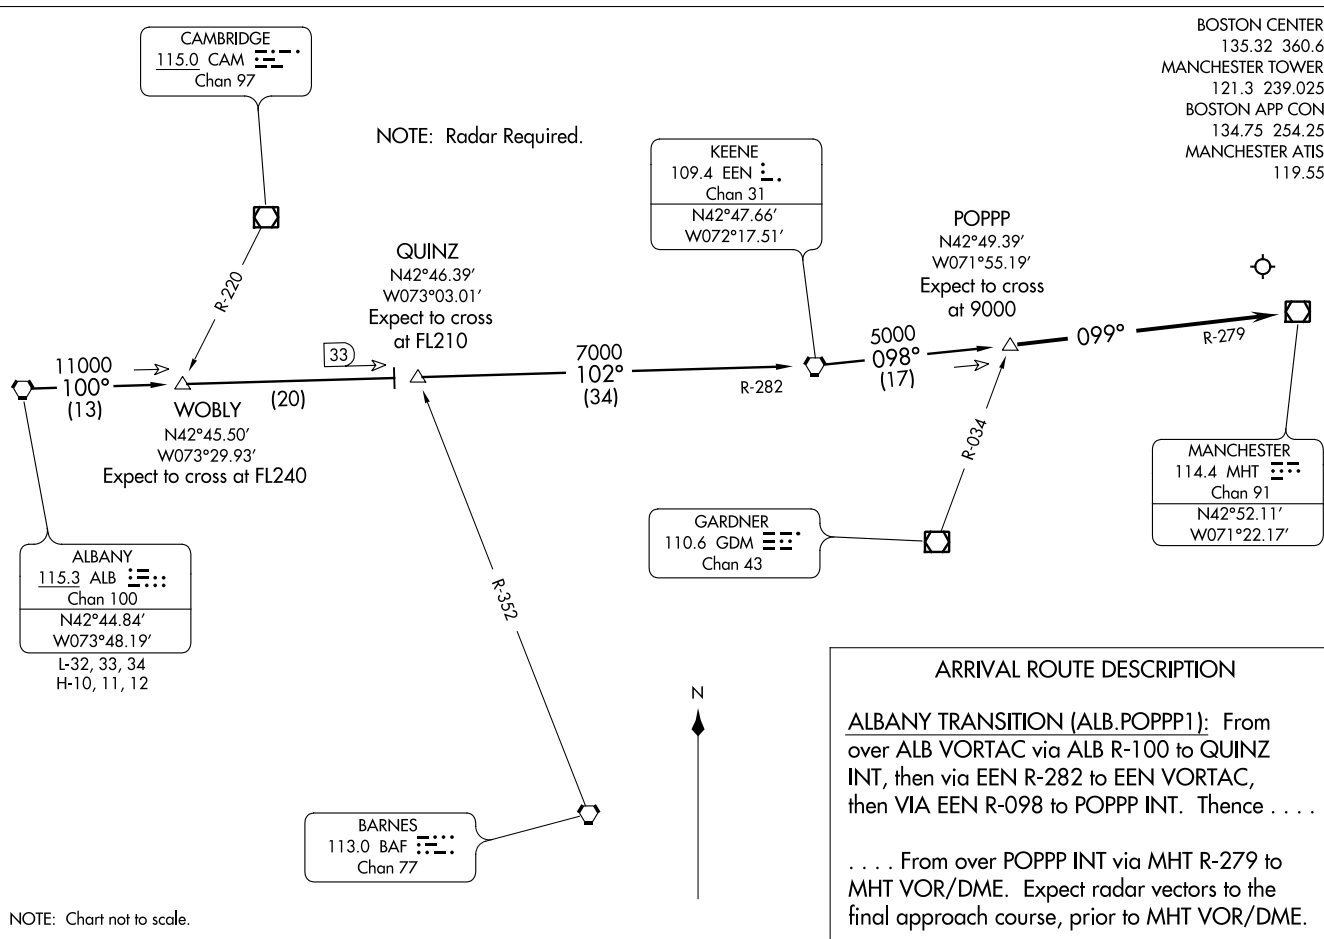 BOSTON CENTER
135.32 360.6
MANCHESTER TOWER
121.3 239.025
BOSTON APP CON
134.75 254.25
MANCHESTER ATIS
119.55
CAMBRIDGE
115.0 CAM
Chan 97
NOTE: Radar Required.
KEENE
109.4 EEN
Chan 31
N42°47.66'
W072°17.51'
POPPP
N42°49.39'
W071°55.19'
Expect to cross
at 9000
QUINZ
N42°46.39'
W073°03.01'
Expect to cross
at FL210
R-220
33
11000
100°
(13)
WOBLY
N42°45.50'
W073°29.93'
Expect to cross at FL240
(20)
7000
102°
(34)
R-282
5000
098°
(17)
099°
R-279
R-034
MANCHESTER
114.4 MHT
Chan 91
N42°52.11'
W071°22.17'
GARDNER
110.6 GDM
Chan 43
ALBANY
115.3 ALB
Chan 100
N42°44.84'
W073°48.19'
L-32, 33, 34
H-10, 11, 12
R-352
N
BARNES
113.0 BAF
Chan 77
ARRIVAL ROUTE DESCRIPTION
ALBANY TRANSITION (ALB.POPPP1): From
over ALB VORTAC via ALB R-100 to QUINZ
INT, then via EEN R-282 to EEN VORTAC,
then VIA EEN R-098 to POPPP INT. Thence . . . .
. . . . From over POPPP INT via MHT R-279 to
MHT VOR/DME. Expect radar vectors to the
final approach course, prior to MHT VOR/DME.
NOTE: Chart not to scale.